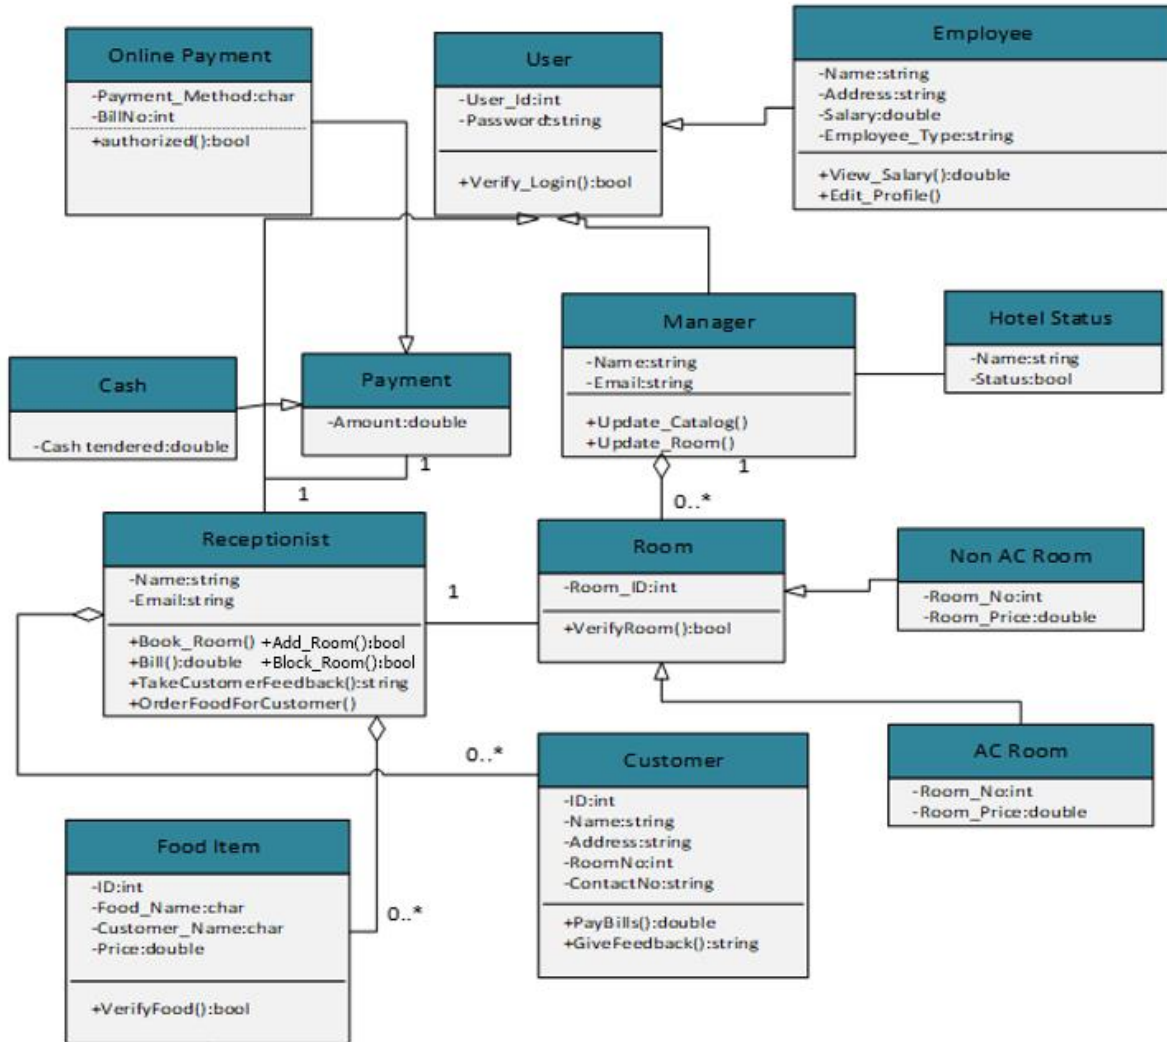 Online Payment
-Payment_Method:char
-BillNo:int
+authorized():bool
User
-User_Id:int
-Password:string
+Verify_Login():bool
Employee
-Name:string
-Address:string
-Salary:double
-Employee_Type:string
+View_Salary():double
+Edit_Profile()
Manager
-Name:string
-Email:string
+Update_Catalog()
+Update_Room()
Hotel Status
-Name:string
-Status:bool
Cash
-Cash tendered:double
Payment
-Amount:double
1
1
1
0..*
Receptionist
-Name:string
-Email:string
+Book_Room() +Add_Room():bool
+Bill():double +Block_Room():bool
+TakeCustomerFeedback():string
+OrderFoodForCustomer()
1
Room
-Room_ID:int
+VerifyRoom():bool
Non AC Room
-Room_No:int
-Room_Price:double
AC Room
-Room_No:int
-Room_Price:double
0..*
Customer
-ID:int
-Name:string
-Address:string
-RoomNo:int
-ContactNo:string
+PayBills():double
+GiveFeedback():string
Food Item
-ID:int
-Food_Name:char
-Customer_Name:char
-Price:double
+VerifyFood():bool
0..*